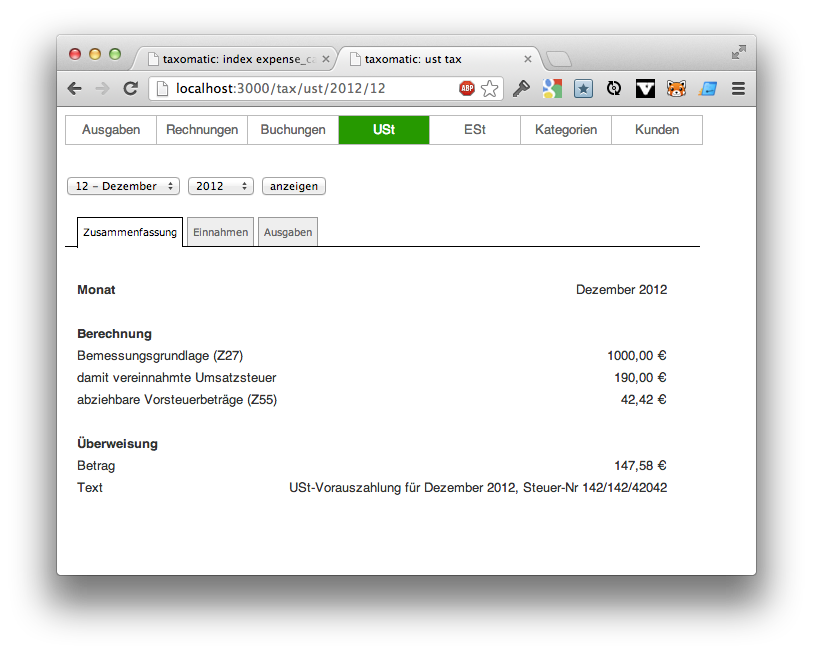 taxomatic: index expense_ca
taxomatic: ust tax
localhost:3000/tax/ust/2012/12
ABP
Ausgaben Rechnungen Buchungen USt ESt Kategorien Kunden
12 – Dezember 2012 anzeigen
Zusammenfassung Einnahmen Ausgaben
Monat Dezember 2012
Berechnung
Bemessungsgrundlage (Z27) 1000,00 €
damit vereinnahmte Umsatzsteuer 190,00 €
abziehbare Vorsteuerbeträge (Z55) 42,42 €
Überweisung
Betrag 147,58 €
Text USt-Vorauszahlung für Dezember 2012, Steuer-Nr 142/142/42042